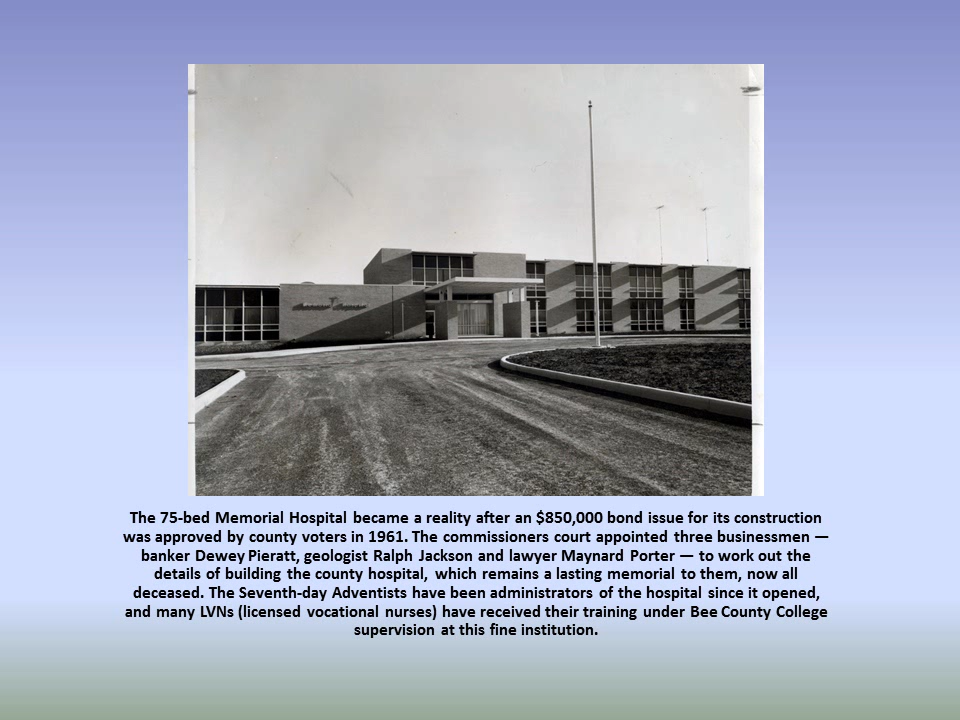 The 75-bed Memorial Hospital became a reality after an $850,000 bond issue for its construction
was approved by county voters in 1961. The commissioners court appointed three businessmen —
banker Dewey Pieratt, geologist Ralph Jackson and lawyer Maynard Porter — to work out the
details of building the county hospital, which remains a lasting memorial to them, now all
deceased. The Seventh-day Adventists have been administrators of the hospital since it opened,
and many LVNs (licensed vocational nurses) have received their training under Bee County College
supervision at this fine institution.